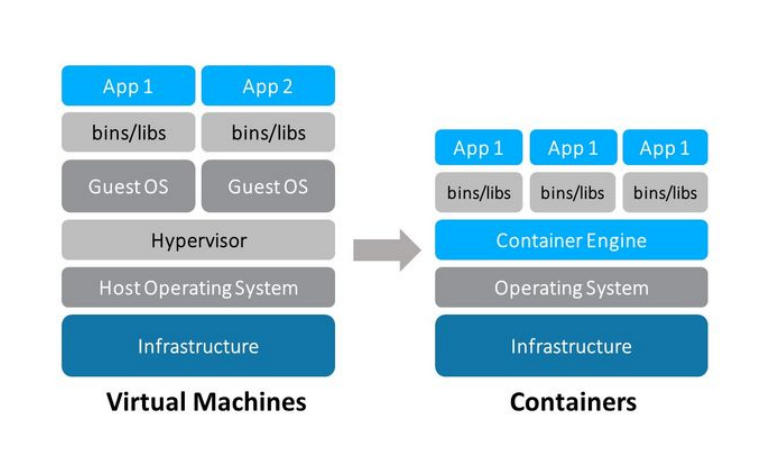 App 1
App 2
bins/libs
bins/libs
Guest OS
Guest OS
Hypervisor
Host Operating System
Infrastructure
Virtual Machines
App 1
App 1
App 1
bins/libs
bins/libs
bins/libs
Container Engine
Operating System
Infrastructure
Containers